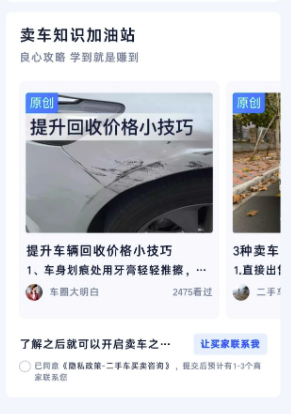 卖车知识加油站
良心攻略 学到就是赚到
原创
提升回收价格小技巧
提升车辆回收价格小技巧
1、车身划痕处用牙膏轻轻推擦，…
车圈大明白
2475看过
原创
3种卖车
1.直接出售
二手车
了解之后就可以开启卖车之…
让买家联系我
已同意《隐私政策-二手车买卖咨询》，提交后预计有1-3个商
家联系您